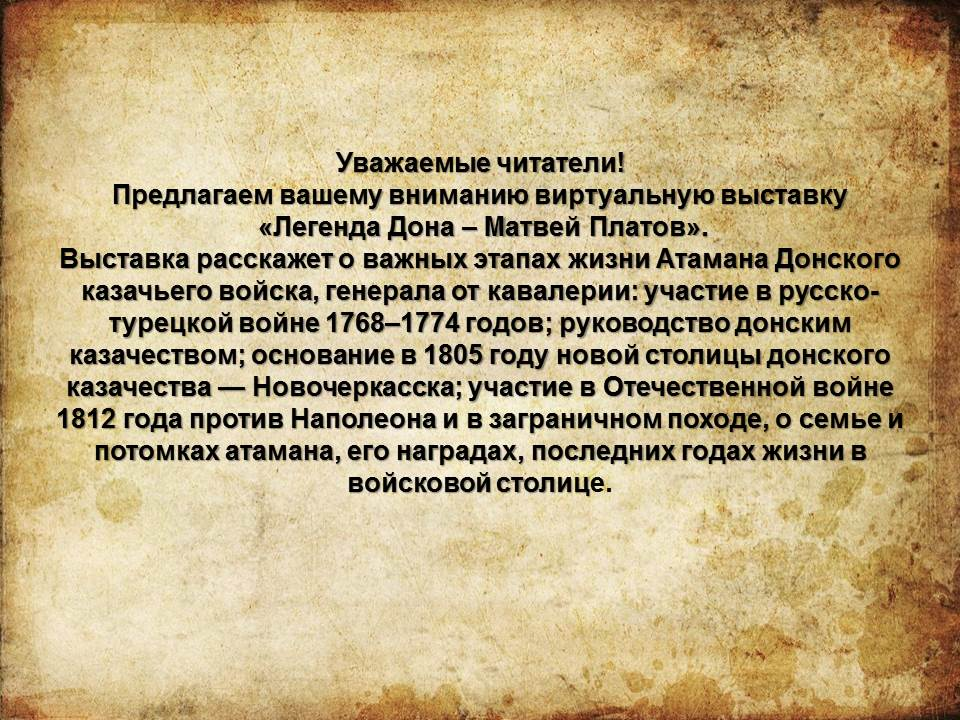 Уважаемые читатели!
Предлагаем вашему вниманию виртуальную выставку
«Легенда Дона – Матвей Платов».
Выставка расскажет о важных этапах жизни Атамана Донского
казачьего войска, генерала от кавалерии: участие в русско-
турецкой войне 1768–1774 годов; руководство донским
казачеством; основание в 1805 году новой столицы донского
казачества — Новочеркасска; участие в Отечественной войне
1812 года против Наполеона и в заграничном походе, о семье и
потомках атамана, его наградах, последних годах жизни в
войсковой столице.